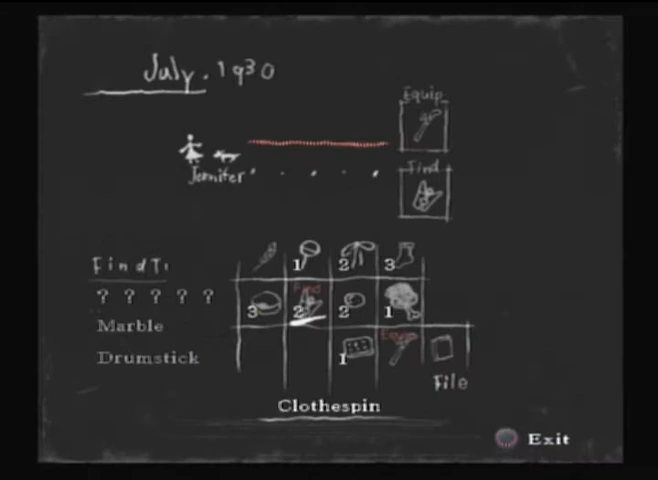 July. 1930
Equip
Find
Jennifer
Find Ti
? ? ? ? ?
Marble
Drumstick
1 2 3
3 Find 2 2 1
1 Equip
File
Clothespin
Exit